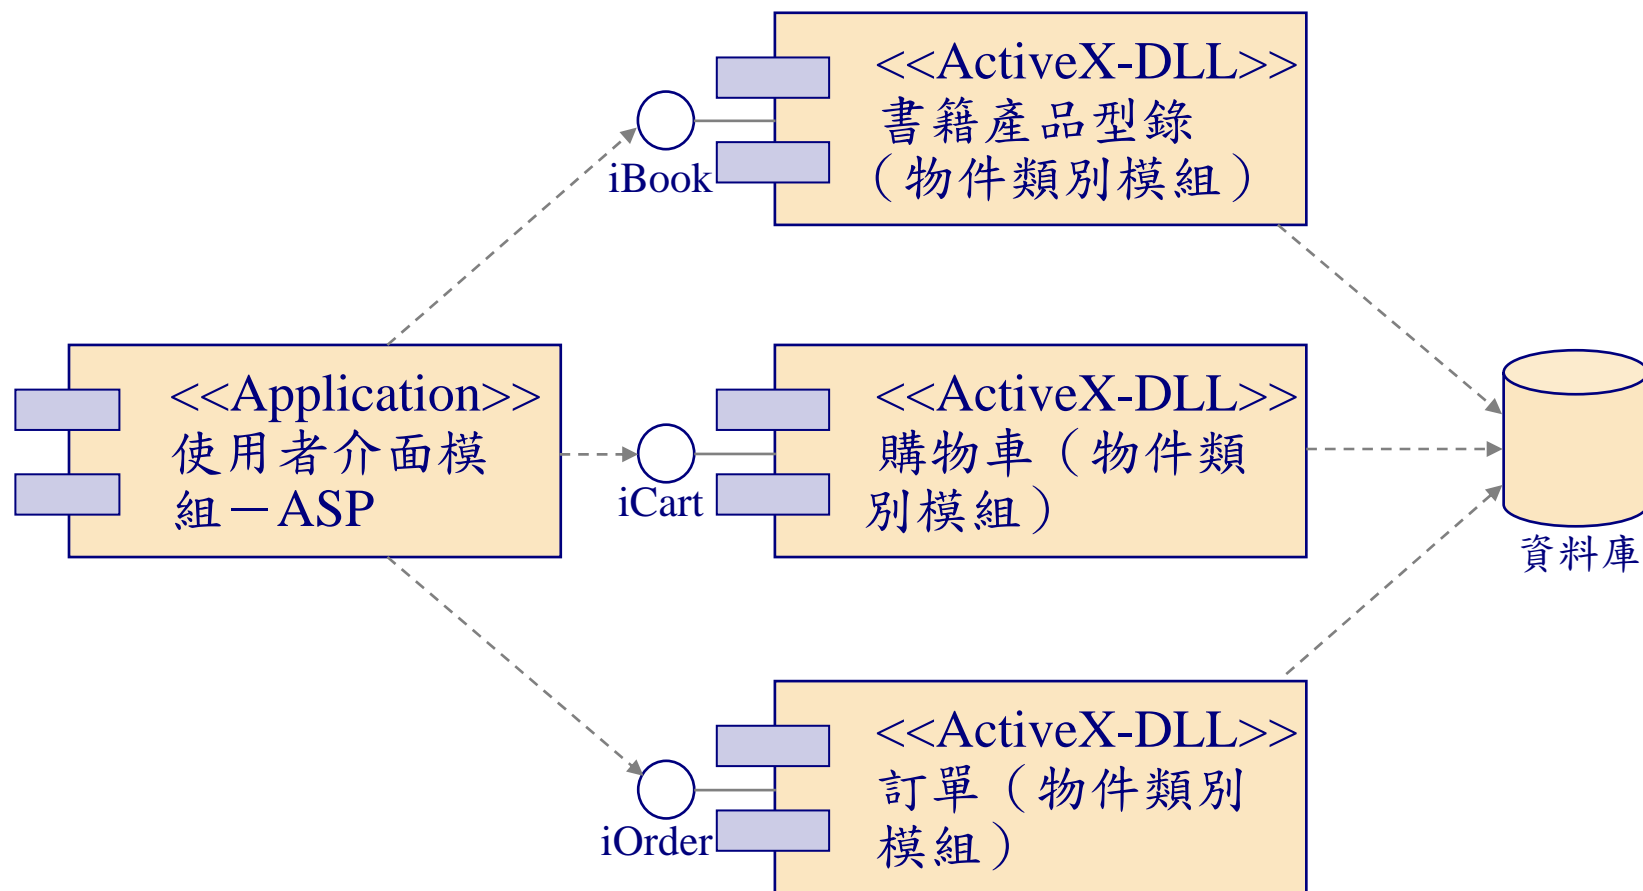 <<ActiveX-DLL>>
書籍產品型錄
（物件類別模組）
iBook
<<Application>>
使用者介面模
組－ASP
<<ActiveX-DLL>>
購物車（物件類
別模組）
iCart
資料庫
<<ActiveX-DLL>>
訂單（物件類別
模組）
iOrder